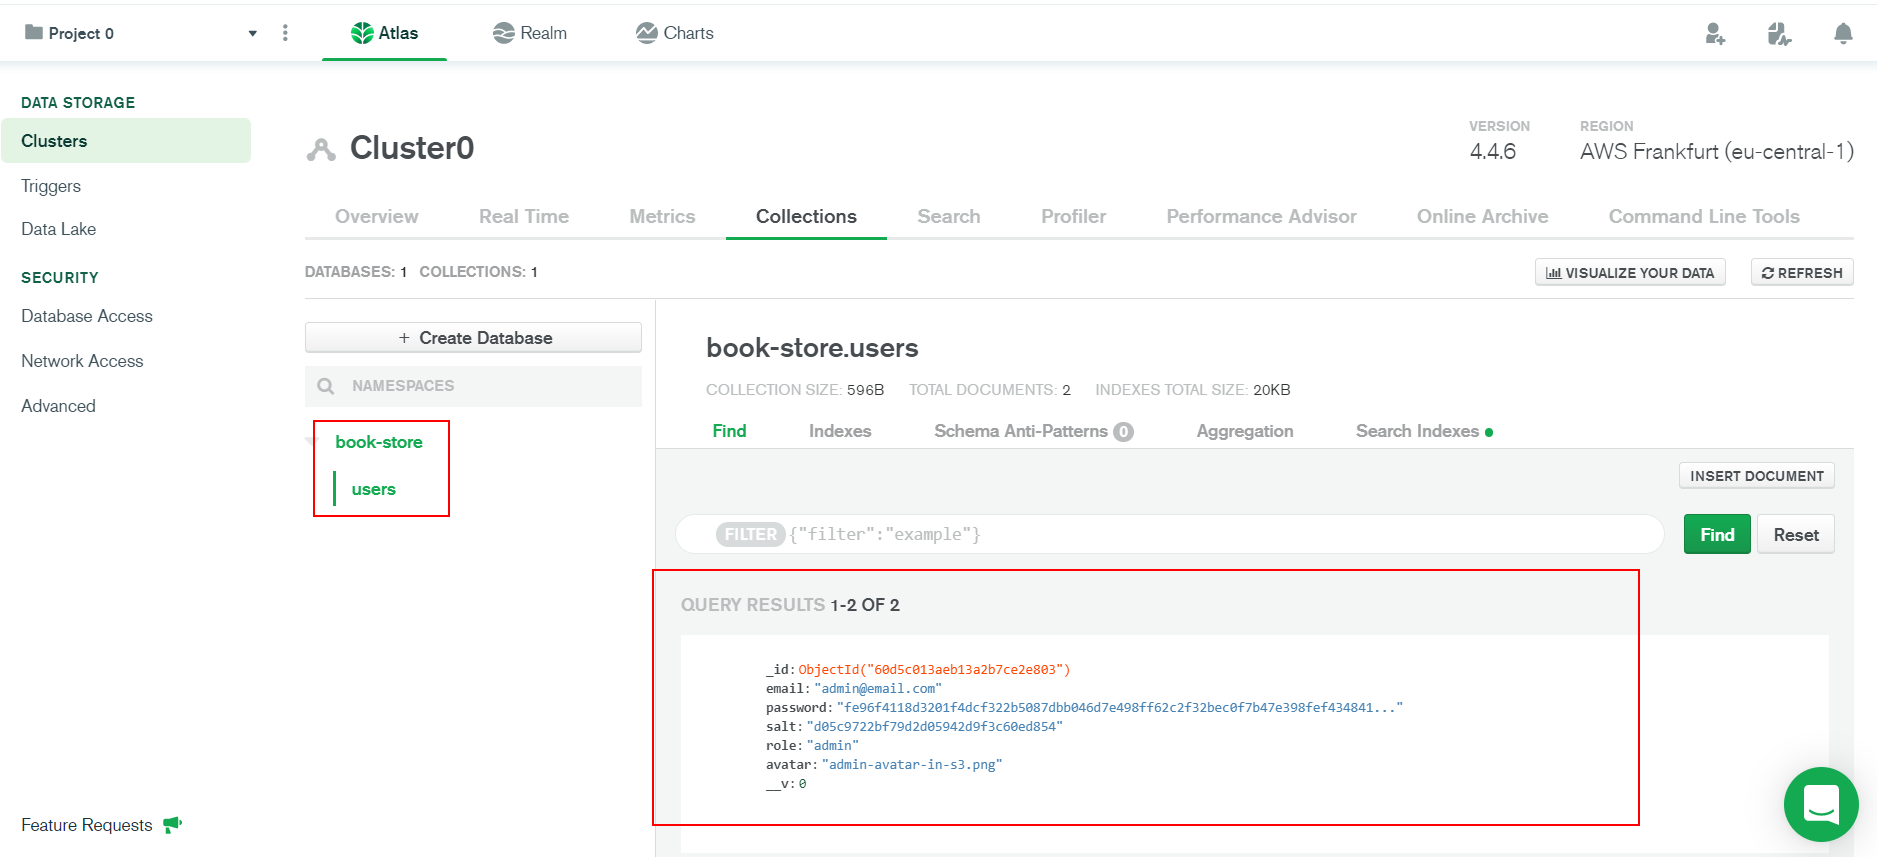 Project 0
Atlas
Realm
Charts
DATA STORAGE
Clusters
Triggers
Data Lake
SECURITY
Database Access
Network Access
Advanced
Feature Requests
Cluster0
VERSION
4.4.6
REGION
AWS Frankfurt (eu-central-1)
Overview Real Time Metrics Collections Search Profiler Performance Advisor Online Archive Command Line Tools
DATABASES: 1 COLLECTIONS: 1
VISUALIZE YOUR DATA
REFRESH
+ Create Database
NAMESPACES
book-store
users
book-store.users
COLLECTION SIZE: 596B TOTAL DOCUMENTS: 2 INDEXES TOTAL SIZE: 20KB
Find Indexes Schema Anti-Patterns 0 Aggregation Search Indexes
INSERT DOCUMENT
FILTER {"filter":"example"}
Find
Reset
QUERY RESULTS 1-2 OF 2
_id: ObjectId("60d5c013aeb13a2b7ce2e803")
email: "admin@email.com"
password: "fe96f4118d3201f4dcf322b5087dbb046d7e498ff62c2f32bec0f7b47e398fef434841..."
salt: "d05c9722bf79d2d05942d9f3c60ed854"
role: "admin"
avatar: "admin-avatar-in-s3.png"
__v: 0